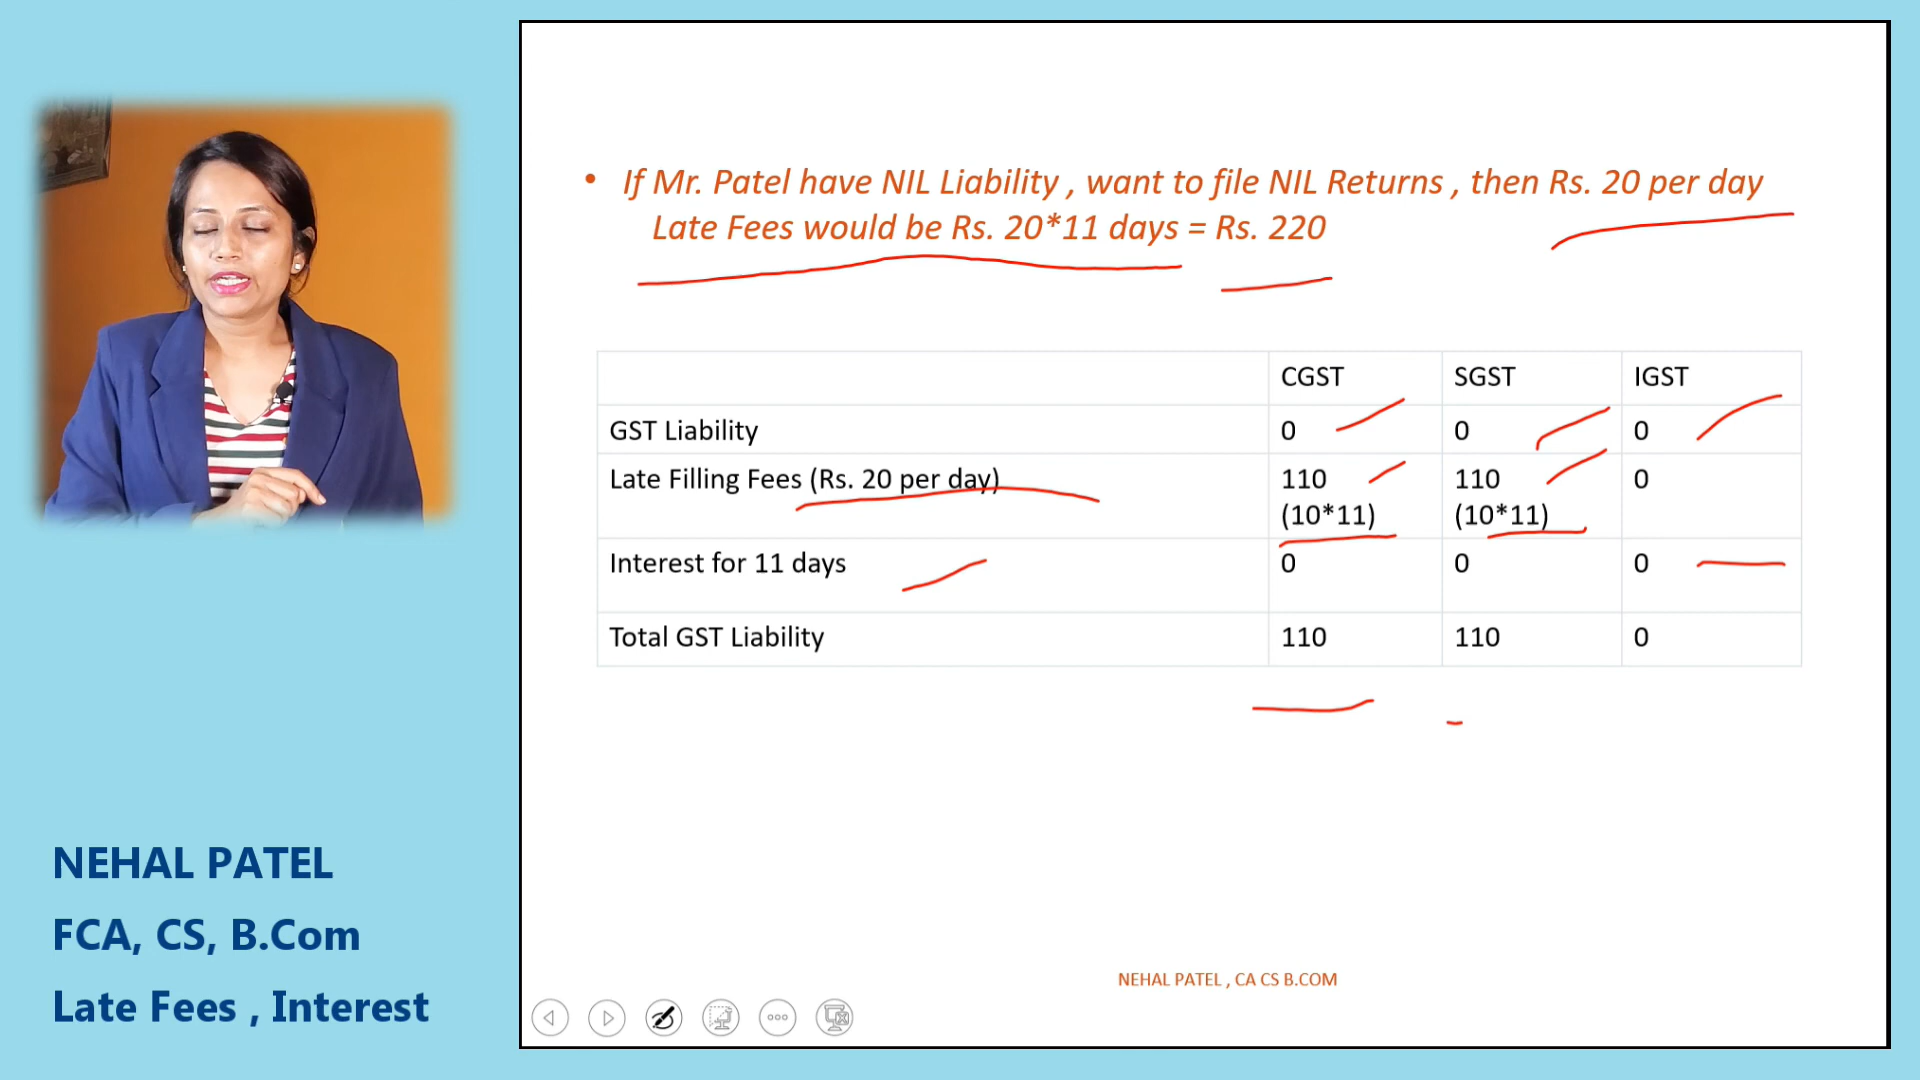 • If Mr. Patel have NIL Liability , want to file NIL Returns , then Rs. 20 per day
Late Fees would be Rs. 20*11 days = Rs. 220
CGST SGST IGST
GST Liability 0 0 0
Late Filling Fees (Rs. 20 per day) 110 110 0
(10*11) (10*11)
Interest for 11 days 0 0 0
Total GST Liability 110 110 0
NEHAL PATEL
FCA, CS, B.Com
Late Fees , Interest
NEHAL PATEL , CA CS B.COM